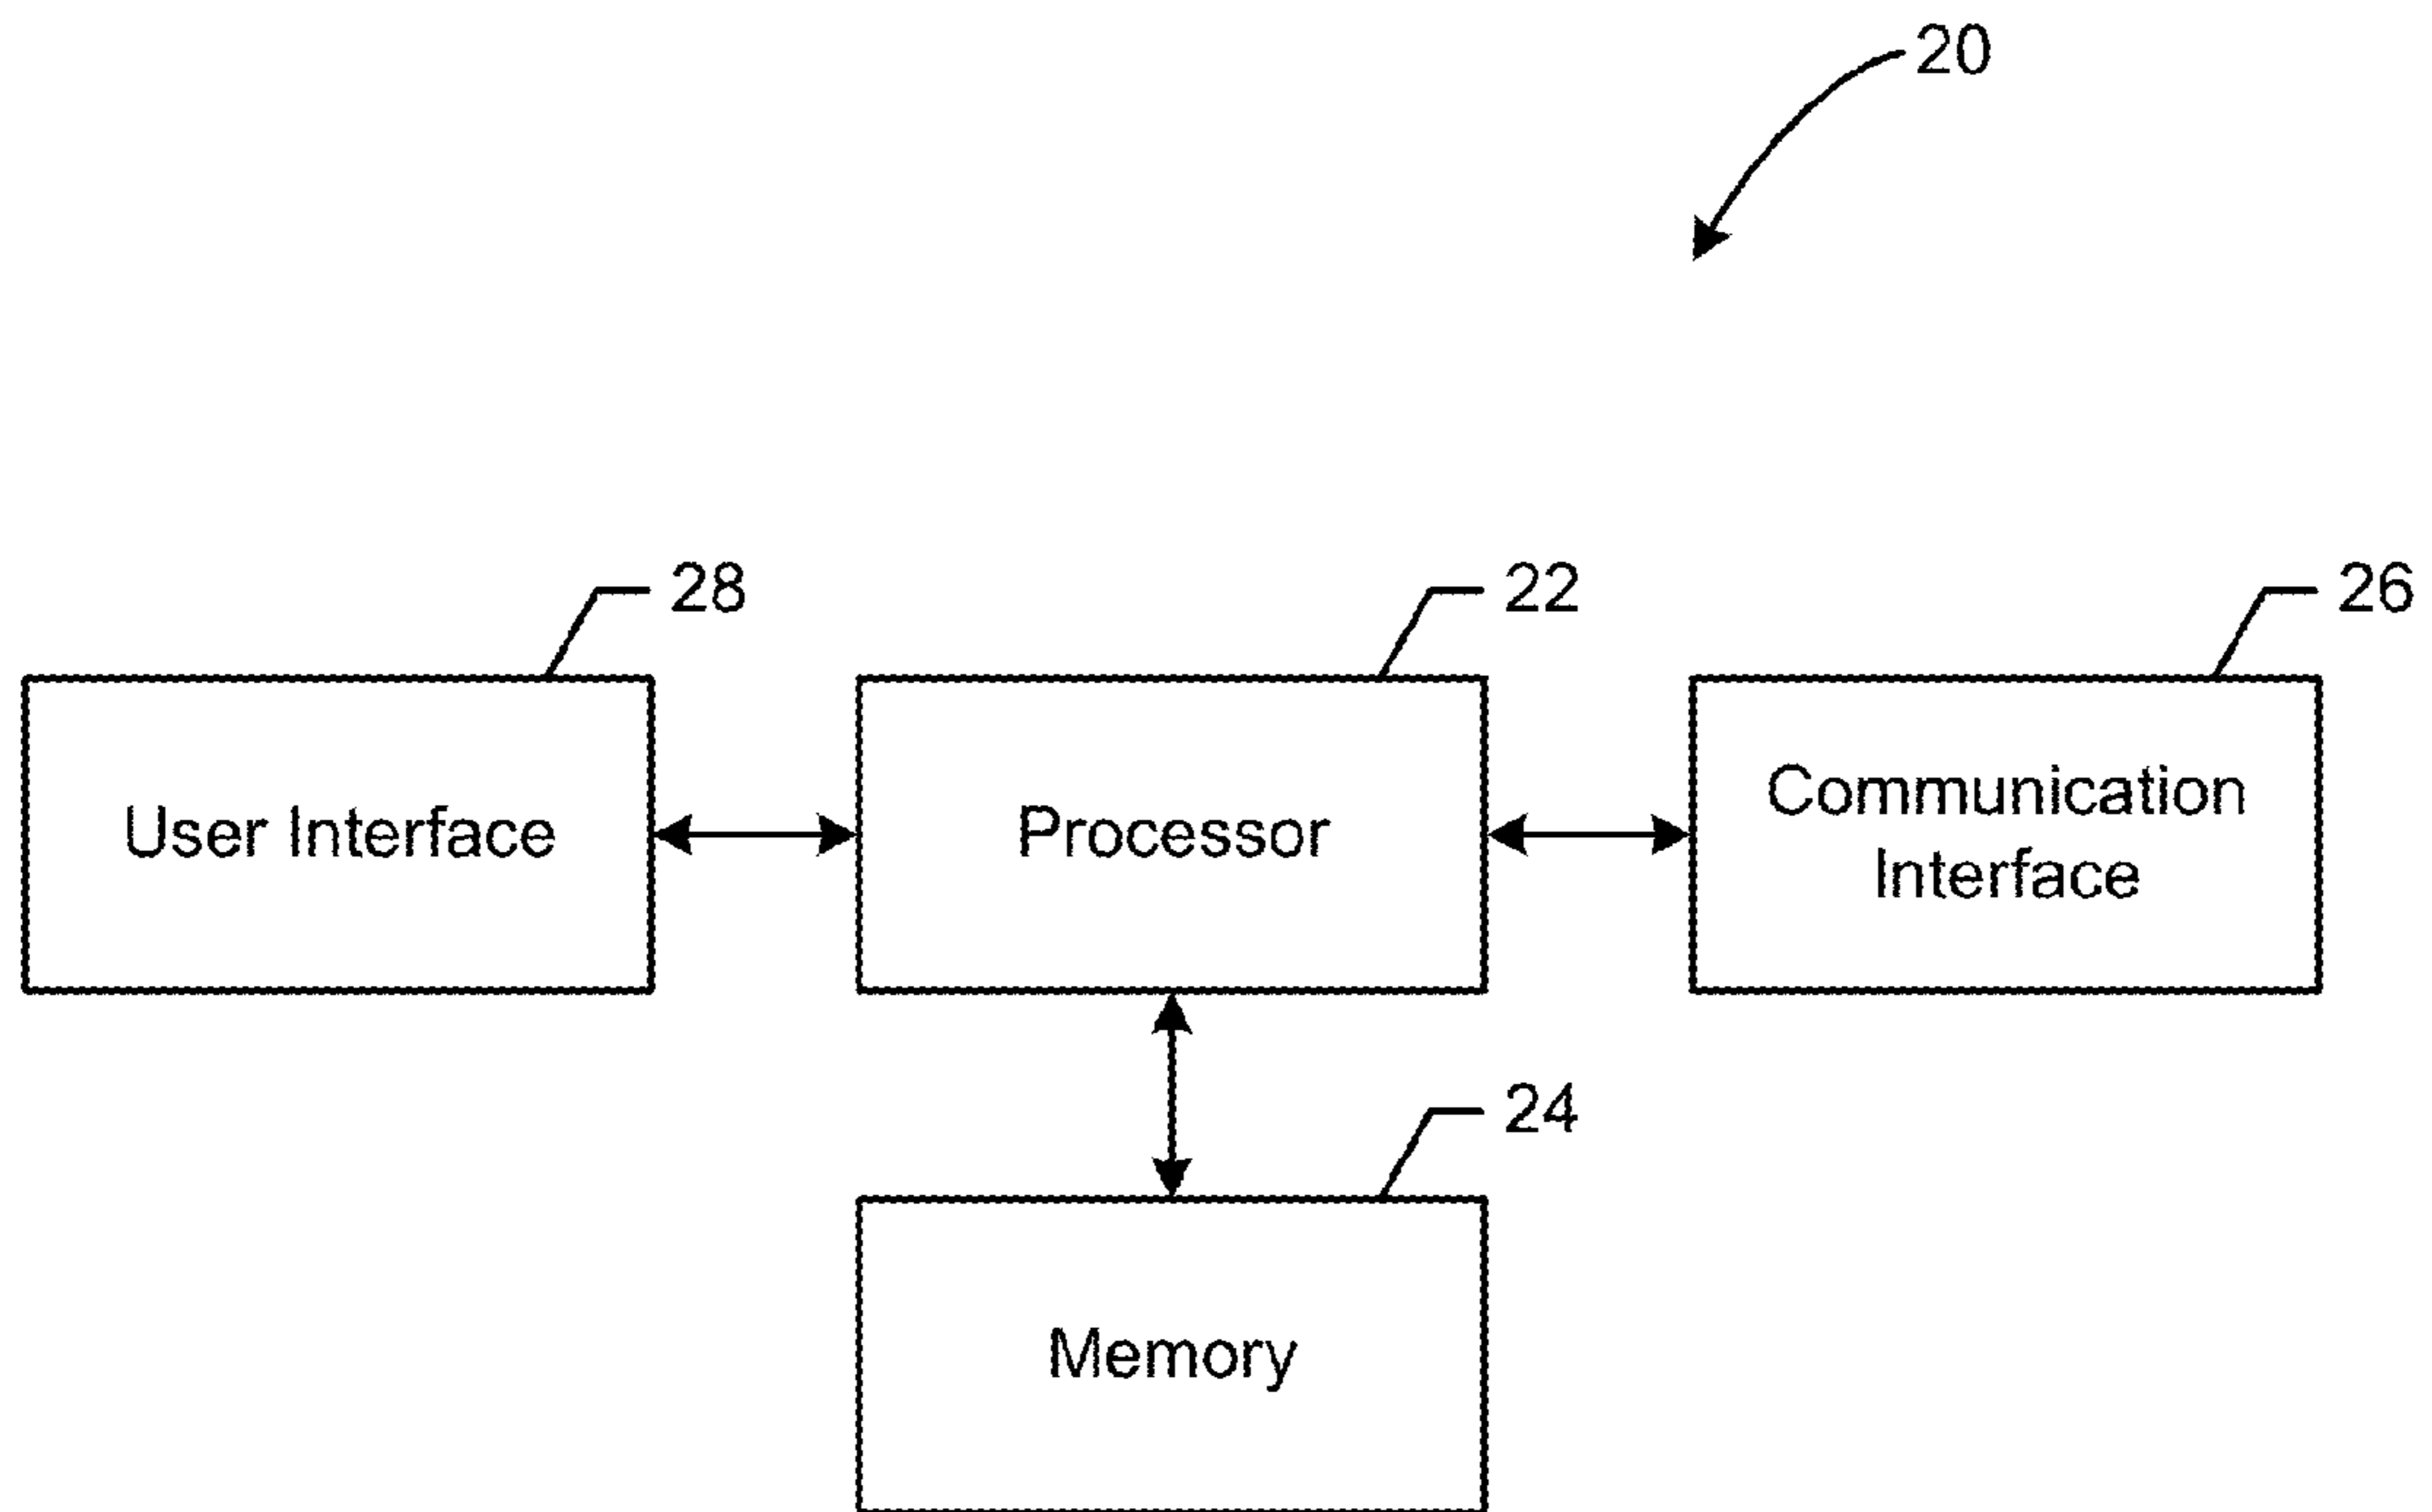 20
28
22
26
User Interface
Processor
Communication
Interface
24
Memory